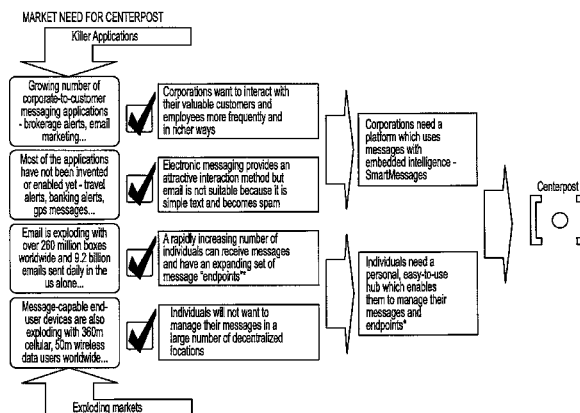 MARKET NEED FOR CENTERPOST
Killer Applications
Growing number of
corporate-to-customer
messaging applications
- brokerage alerts, email
marketing...
Corporations want to interact with
their valuable customers and
employees more frequently and
in richer ways
Most of the applications
have not been invented
or enabled yet - travel
alerts, banking alerts,
gps messages...
Electronic messaging provides an
attractive interaction method but
email is not suitable because it is
simple text and becomes spam
Corporations need a
platform which uses
messages with
embedded intelligence -
SmartMessages
Centerpost
Email is exploding with
over 260 million boxes
worldwide and 9.2 billion
emails sent daily in the
us alone...
A rapidly increasing number of
individuals can receive messages
and have an expanding set of
message "endpoints"*
Message-capable end-
user devices are also
exploding with 360m
cellular, 50m wireless
data users worldwide...
Individuals will not want to
manage their messages in a
large number of decentralized
locations
Individuals need a
personal, easy-to-use
hub which enables
them to manage their
messages and
endpoints*
Exploding markets